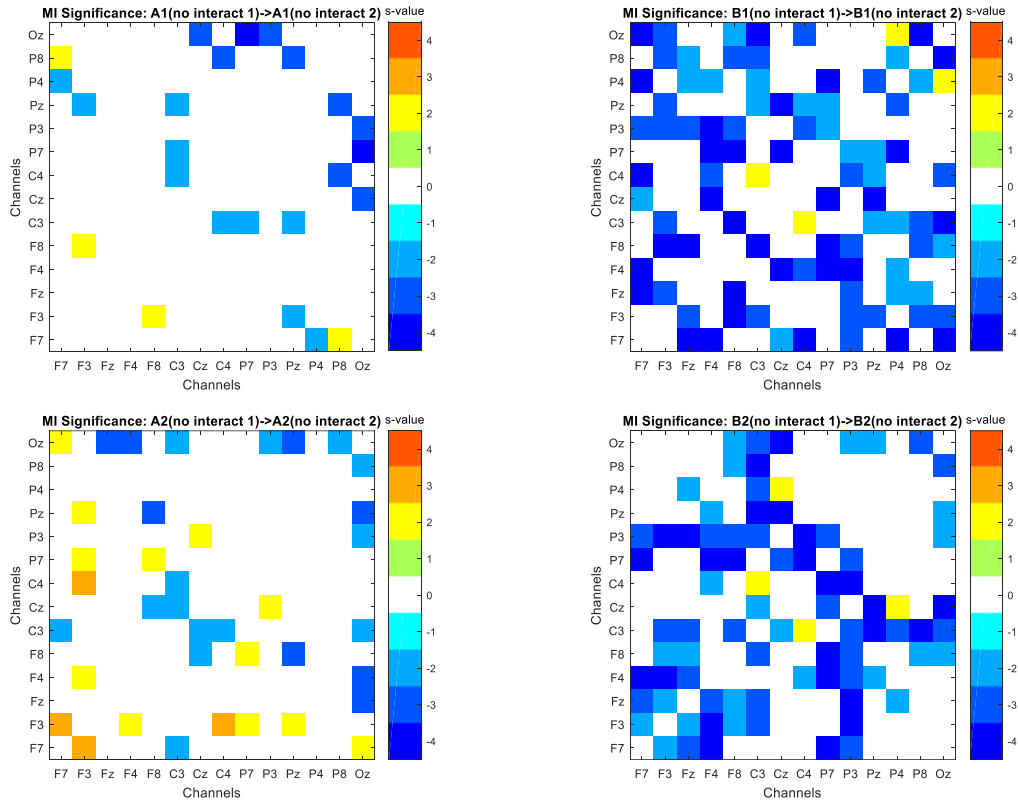 MI Significance: A1(no interact 1)->A1(no interact 2) s-value
MI Significance: B1(no interact 1)->B1(no interact 2) s-value
Oz
P8
P4
Pz
P3
P7
C4
Cz
C3
F8
F4
Fz
F3
F7
Channels
F7 F3 Fz F4 F8 C3 Cz C4 P7 P3 Pz P4 P8 Oz
Channels
4
3
2
1
0
-1
-2
-3
-4
Oz
P8
P4
Pz
P3
P7
C4
Cz
C3
F8
F4
Fz
F3
F7
Channels
F7 F3 Fz F4 F8 C3 Cz C4 P7 P3 Pz P4 P8 Oz
Channels
4
3
2
1
0
-1
-2
-3
-4
MI Significance: A2(no interact 1)->A2(no interact 2) s-value
MI Significance: B2(no interact 1)->B2(no interact 2) s-value
Oz
P8
P4
Pz
P3
P7
C4
Cz
C3
F8
F4
Fz
F3
F7
Channels
F7 F3 Fz F4 F8 C3 Cz C4 P7 P3 Pz P4 P8 Oz
Channels
4
3
2
1
0
-1
-2
-3
-4
Oz
P8
P4
Pz
P3
P7
C4
Cz
C3
F8
F4
Fz
F3
F7
Channels
F7 F3 Fz F4 F8 C3 Cz C4 P7 P3 Pz P4 P8 Oz
Channels
4
3
2
1
0
-1
-2
-3
-4